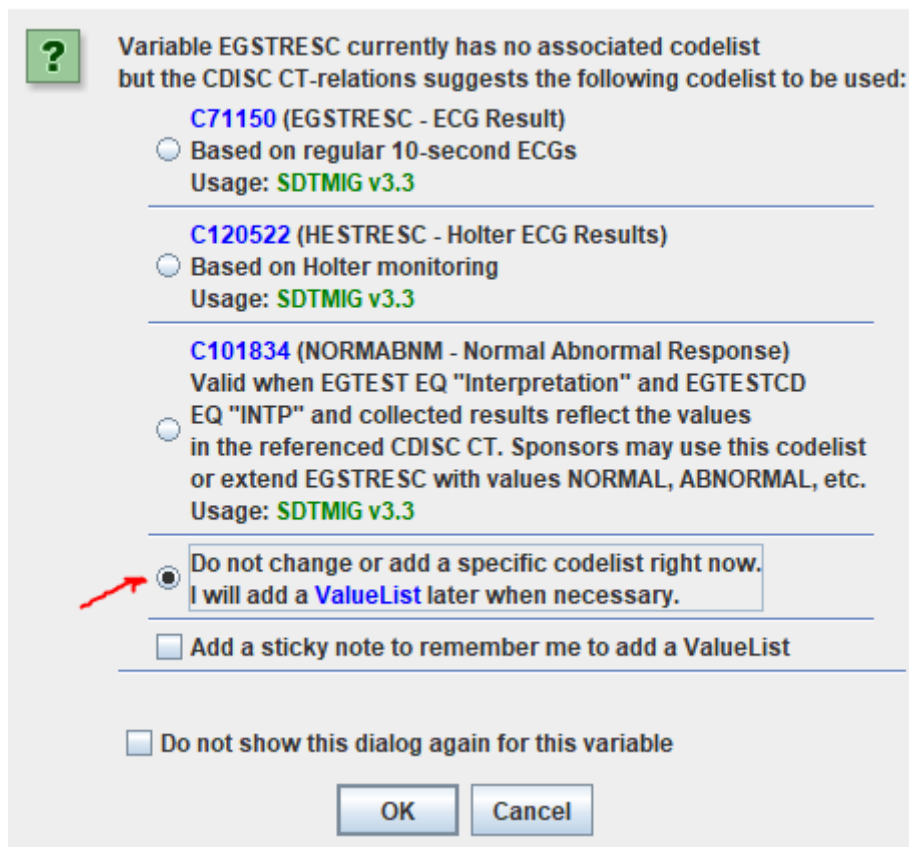 ?
Variable EGSTRESC currently has no associated codelist
but the CDISC CT-relations suggests the following codelist to be used:
C71150 (EGSTRESC - ECG Result)
Based on regular 10-second ECGs
Usage: SDTMIG v3.3
C120522 (HESTRESC - Holter ECG Results)
Based on Holter monitoring
Usage: SDTMIG v3.3
C101834 (NORMABNM - Normal Abnormal Response)
Valid when EGTEST EQ "Interpretation" and EGTESTCD
EQ "INTP" and collected results reflect the values
in the referenced CDISC CT. Sponsors may use this codelist
or extend EGSTRESC with values NORMAL, ABNORMAL, etc.
Usage: SDTMIG v3.3
Do not change or add a specific codelist right now.
I will add a ValueList later when necessary.
Add a sticky note to remember me to add a ValueList
Do not show this dialog again for this variable
OK
Cancel